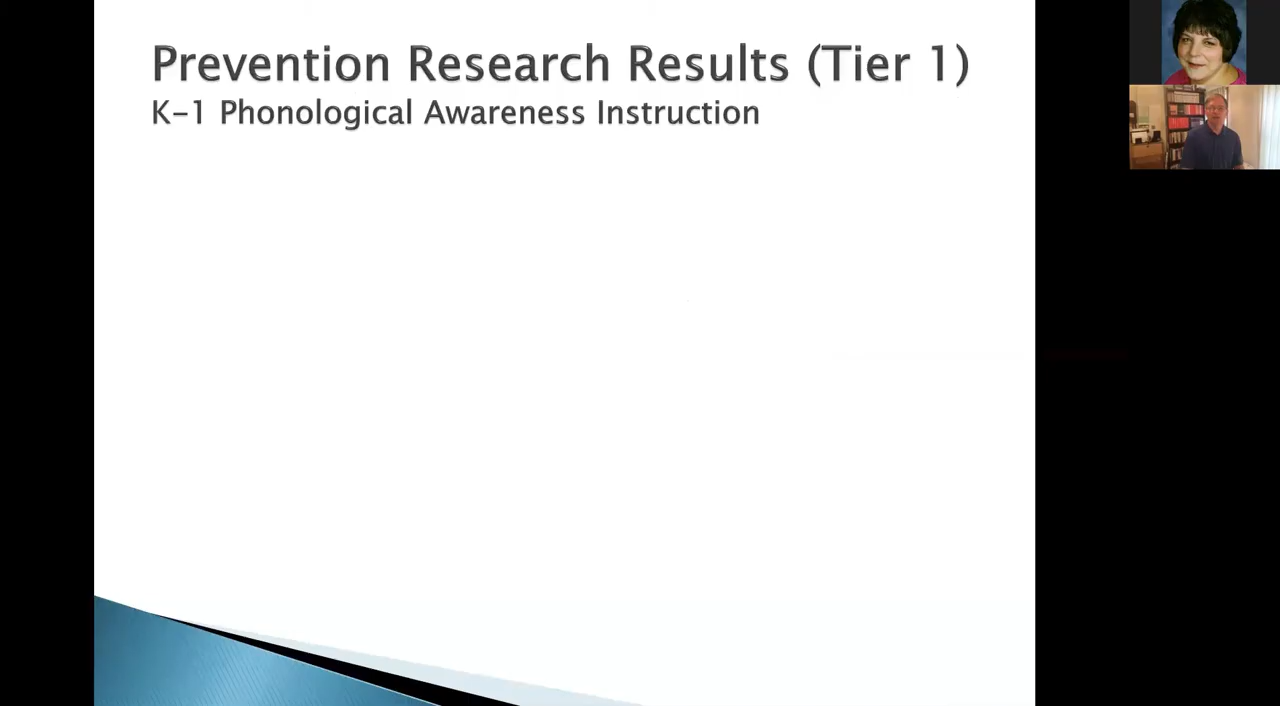 Prevention Research Results (Tier 1)
K-1 Phonological Awareness Instruction